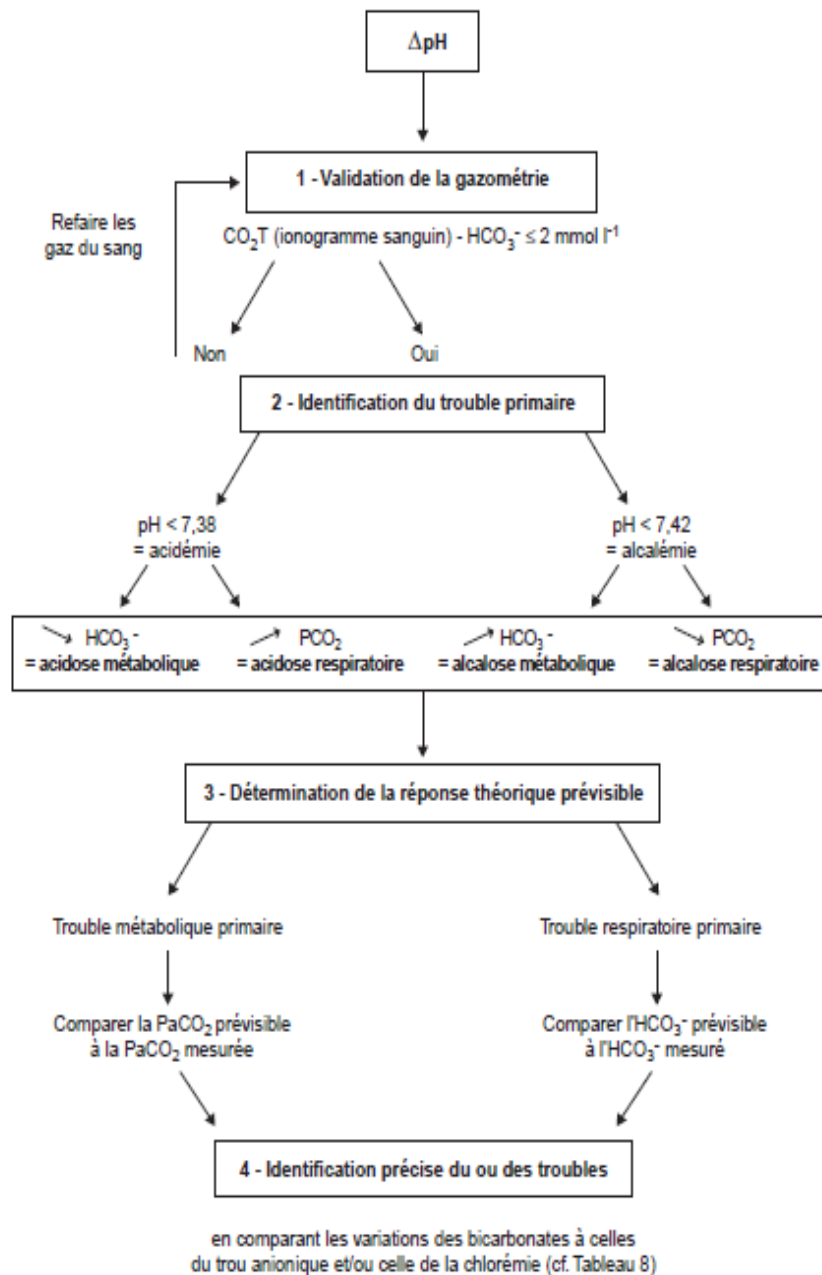 ΔpH
1 - Validation de la gazométrie
Refaire les
gaz du sang
CO₂T (ionogramme sanguin) - HCO₃⁻ ≤ 2 mmol l⁻¹
Non
Oui
2 - Identification du trouble primaire
pH < 7,38
= acidémie
pH < 7,42
= alcalémie
HCO₃⁻
= acidose métabolique
PCO₂
= acidose respiratoire
HCO₃⁻
= alcalose métabolique
PCO₂
= alcalose respiratoire
3 - Détermination de la réponse théorique prévisible
Trouble métabolique primaire
Trouble respiratoire primaire
Comparer la PaCO₂ prévisible
à la PaCO₂ mesurée
Comparer l'HCO₃⁻ prévisible
à l'HCO₃⁻ mesuré
4 - Identification précise du ou des troubles
en comparant les variations des bicarbonates à celles
du trou anionique et/ou celle de la chlorémie (cf. Tableau 8)